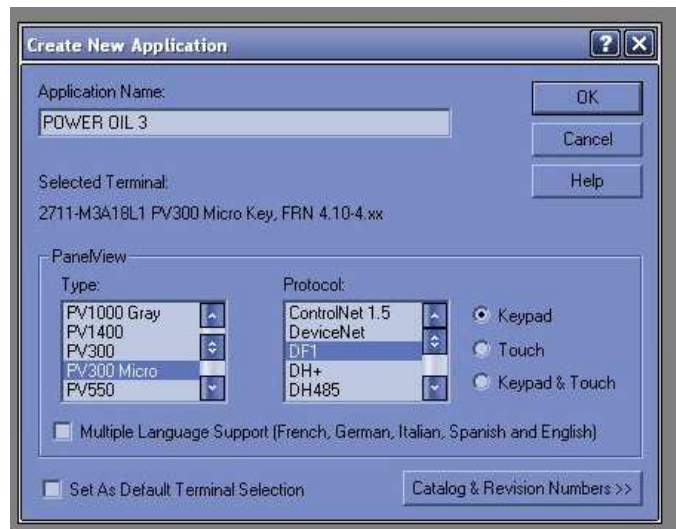 Create New Application
Application Name:
POWER OIL 3
OK
Cancel
Selected Terminal:
Help
2711-M3A18L1 PV300 Micro Key, FRN 4.10-4.xx
PanelView
Type:
PV1000 Gray
PV1400
PV300
PV300 Micro
PV550
Protocol:
ControlNet 1.5
DeviceNet
DF1
DH+
DH485
Keypad
Touch
Keypad & Touch
Multiple Language Support (French, German, Italian, Spanish and English)
Set As Default Terminal Selection
Catalog & Revision Numbers >>